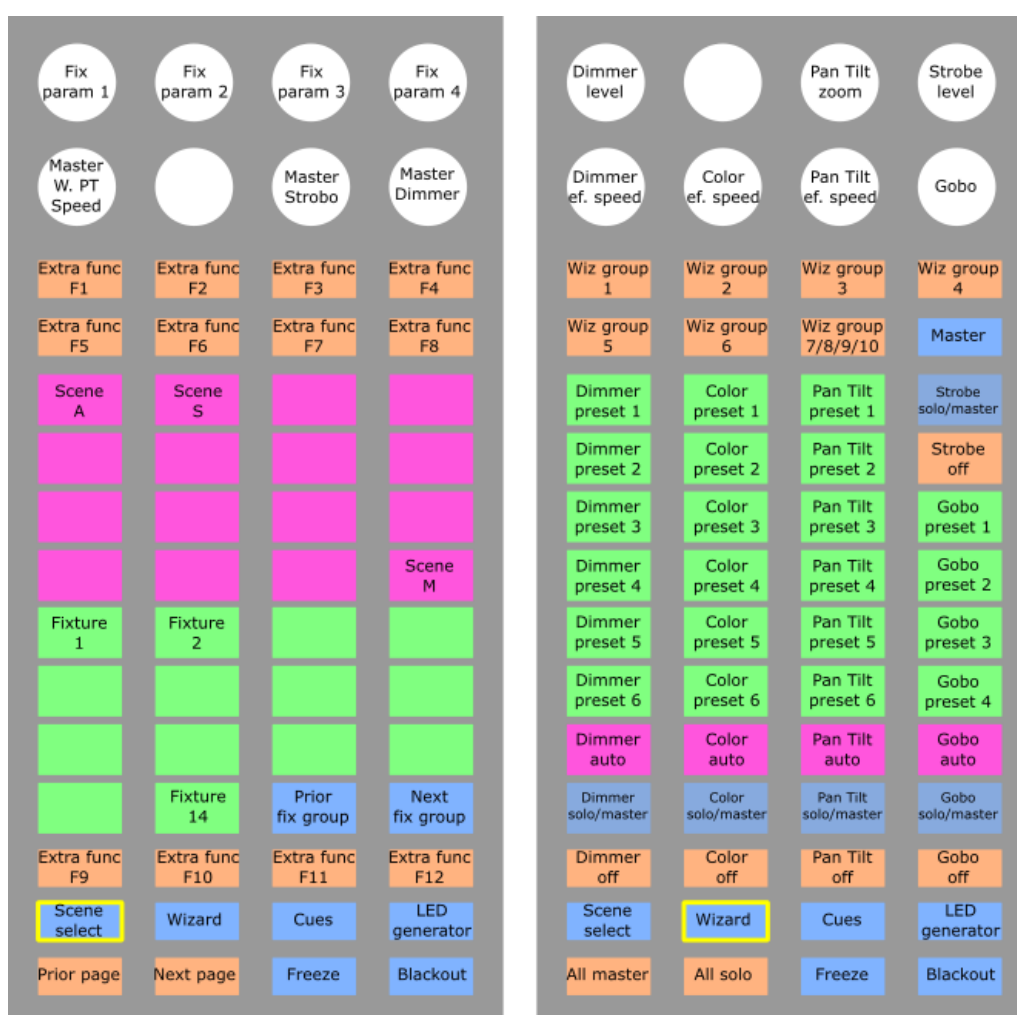 Fix
param 1
Fix
param 2
Fix
param 3
Fix
param 4
Master
W. PT
Speed
Master
Strobo
Master
Dimmer
Extra func
F1
Extra func
F2
Extra func
F3
Extra func
F4
Extra func
F5
Extra func
F6
Extra func
F7
Extra func
F8
Scene
A
Scene
S
Scene
M
Fixture
1
Fixture
2
Fixture
14
Prior
fix group
Next
fix group
Extra func
F9
Extra func
F10
Extra func
F11
Extra func
F12
Scene
select
Wizard
Cues
LED
generator
Prior page
Next page
Freeze
Blackout
Dimmer
level
Pan Tilt
zoom
Strobe
level
Dimmer
ef. speed
Color
ef. speed
Pan Tilt
ef. speed
Gobo
Wiz group
1
Wiz group
2
Wiz group
3
Wiz group
4
Wiz group
5
Wiz group
6
Wiz group
7/8/9/10
Master
Dimmer
preset 1
Color
preset 1
Pan Tilt
preset 1
Strobe
solo/master
Dimmer
preset 2
Color
preset 2
Pan Tilt
preset 2
Strobe
off
Dimmer
preset 3
Color
preset 3
Pan Tilt
preset 3
Gobo
preset 1
Dimmer
preset 4
Color
preset 4
Pan Tilt
preset 4
Gobo
preset 2
Dimmer
preset 5
Color
preset 5
Pan Tilt
preset 5
Gobo
preset 3
Dimmer
preset 6
Color
preset 6
Pan Tilt
preset 6
Gobo
preset 4
Dimmer
auto
Color
auto
Pan Tilt
auto
Gobo
auto
Dimmer
solo/master
Color
solo/master
Pan Tilt
solo/master
Gobo
solo/master
Dimmer
off
Color
off
Pan Tilt
off
Gobo
off
Scene
select
Wizard
Cues
LED
generator
All master
All solo
Freeze
Blackout